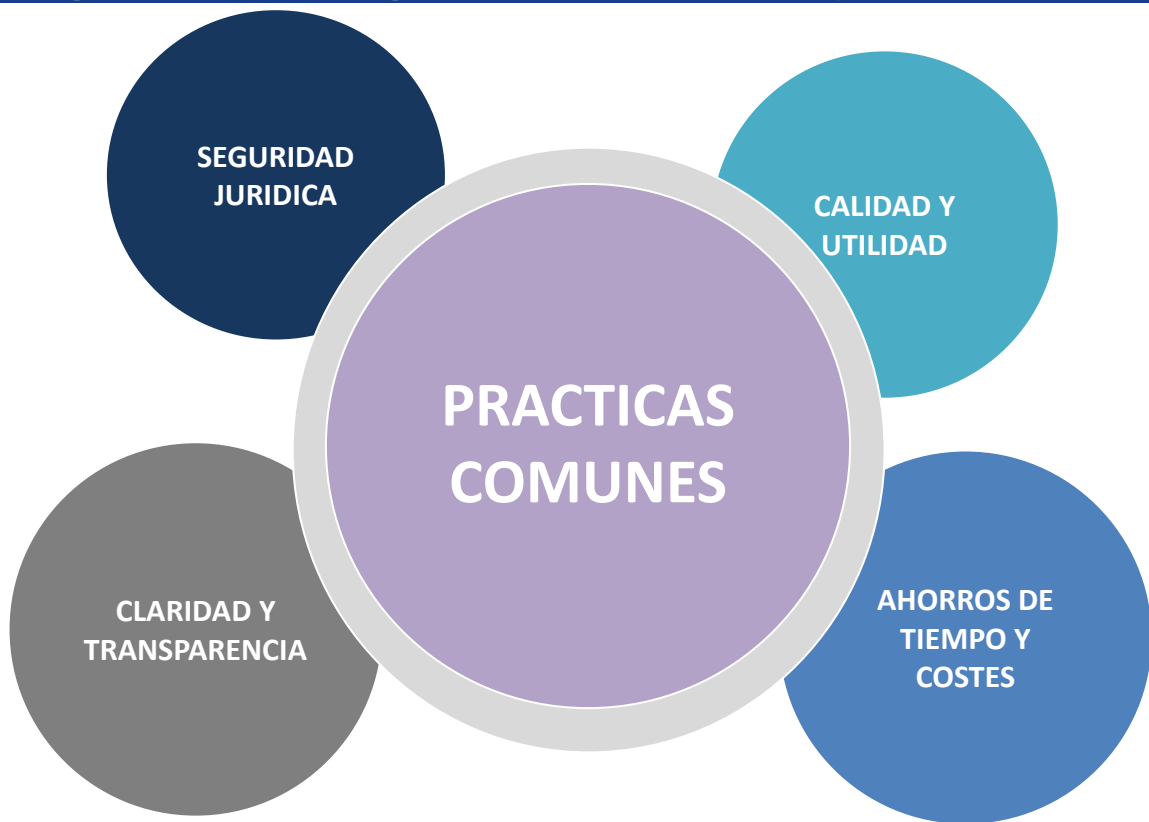 SEGURIDAD
JURIDICA
CALIDAD Y
UTILIDAD
PRACTICAS
COMUNES
CLARIDAD Y
TRANSPARENCIA
AHORROS DE
TIEMPO Y
COSTES